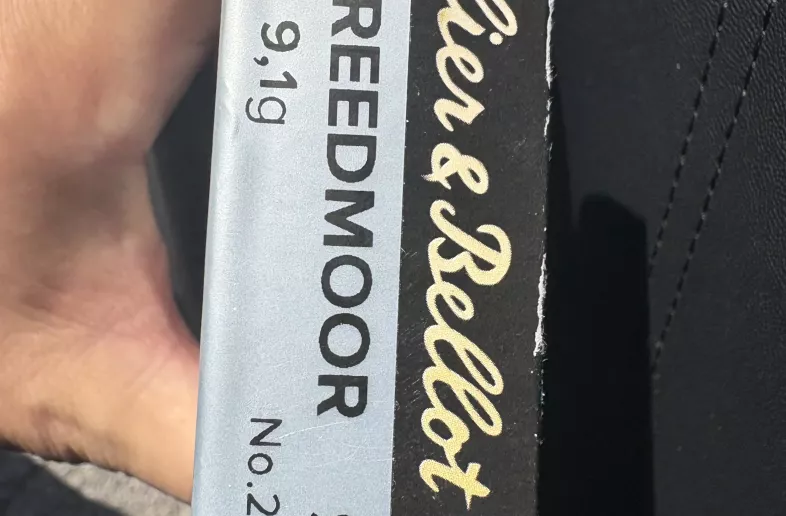 lier & Bellot
REEDMOOR
9,1g No.2